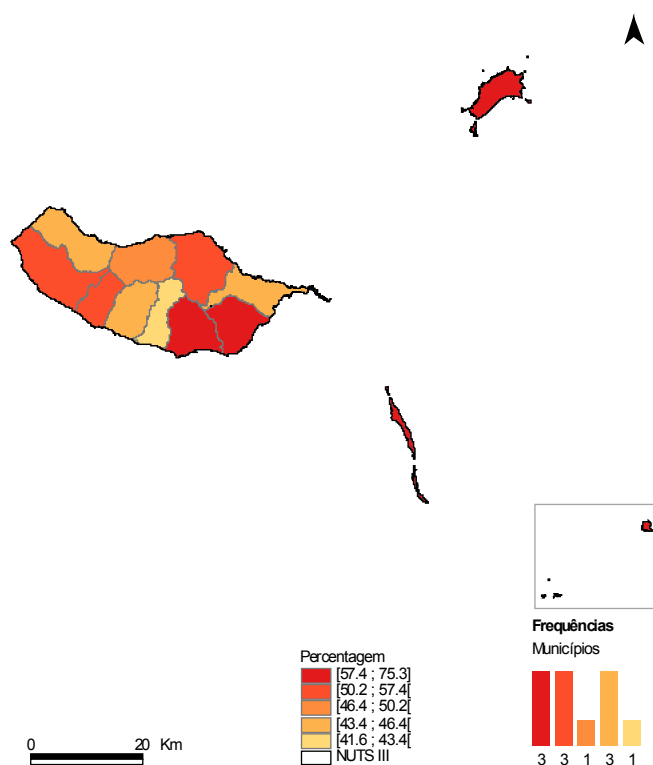 Frequências
Municípios
Percentagem
[57.4 ; 75.3[
[50.2 ; 57.4[
[46.4 ; 50.2[
[43.4 ; 46.4[
[41.6 ; 43.4[
NUTS III
0 20 Km
3 3 1 3 1